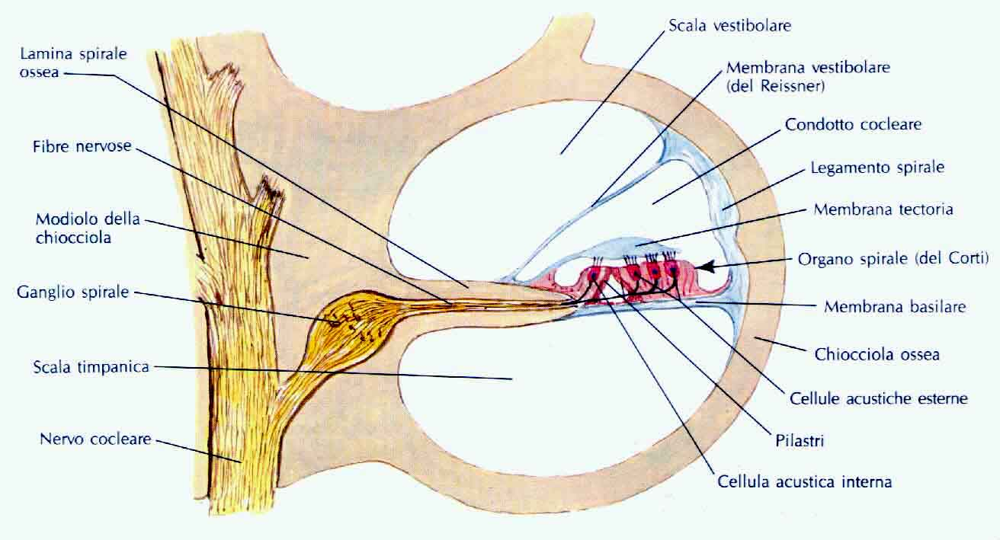 Lamina spirale
ossea
Fibre nervose
Modiolo della
chiocciola
Ganglio spirale
Scala timpanica
Nervo cocleare
Scala vestibolare
Membrana vestibolare
(del Reissner)
Condotto cocleare
Legamento spirale
Membrana tectoria
Organo spirale (del Corti)
Membrana basilare
Chiocciola ossea
Cellule acustiche esterne
Pilastri
Cellula acustica interna